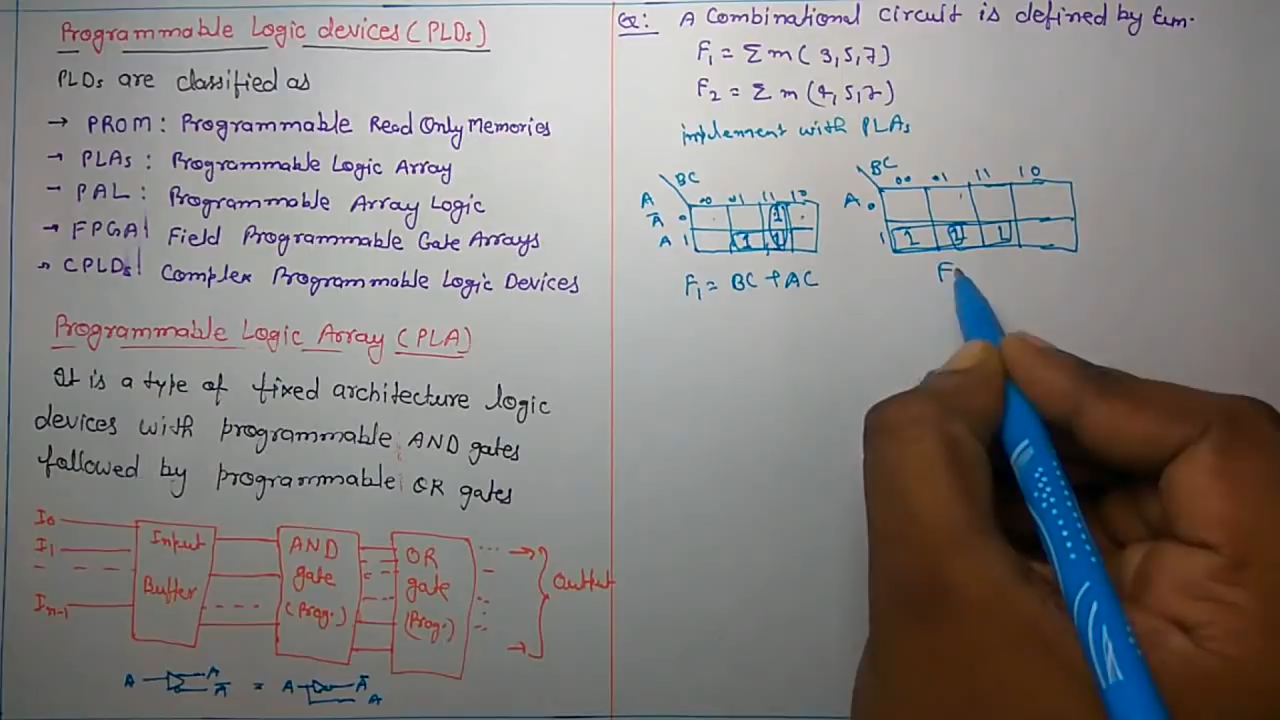 Programmable Logic devices (PLDs)
PLDs are classified as
→ PROM : Programmable Read Only Memories
→ PLAs : Programmable Logic Array
- PAL : Programmable Array Logic
→ FPGA : Field Programmable Gate Arrays
→ CPLDs : Complex Programmable Logic Devices
Programmable Logic Array (PLA)
It is a type of fixed architecture logic
devices with programmable AND gates
followed by programmable OR gates
I0
I1
In-1
Input
Buffer
AND
gate
(Prog.)
OR
gate
(Prog.)
Output
A A Ā = A Ā A
Q: A Combinational circuit is defined by fun.
F1 = Σ m ( 3, 5, 7 )
F2 = Σ m (4, 5, 7)
implement with PLAs
BC
A 00 01 11 10
Ā 0 1
A 1 1 1
F1 = BC + AC
BC
00 01 11 10
A 0
1 1 1 1
F